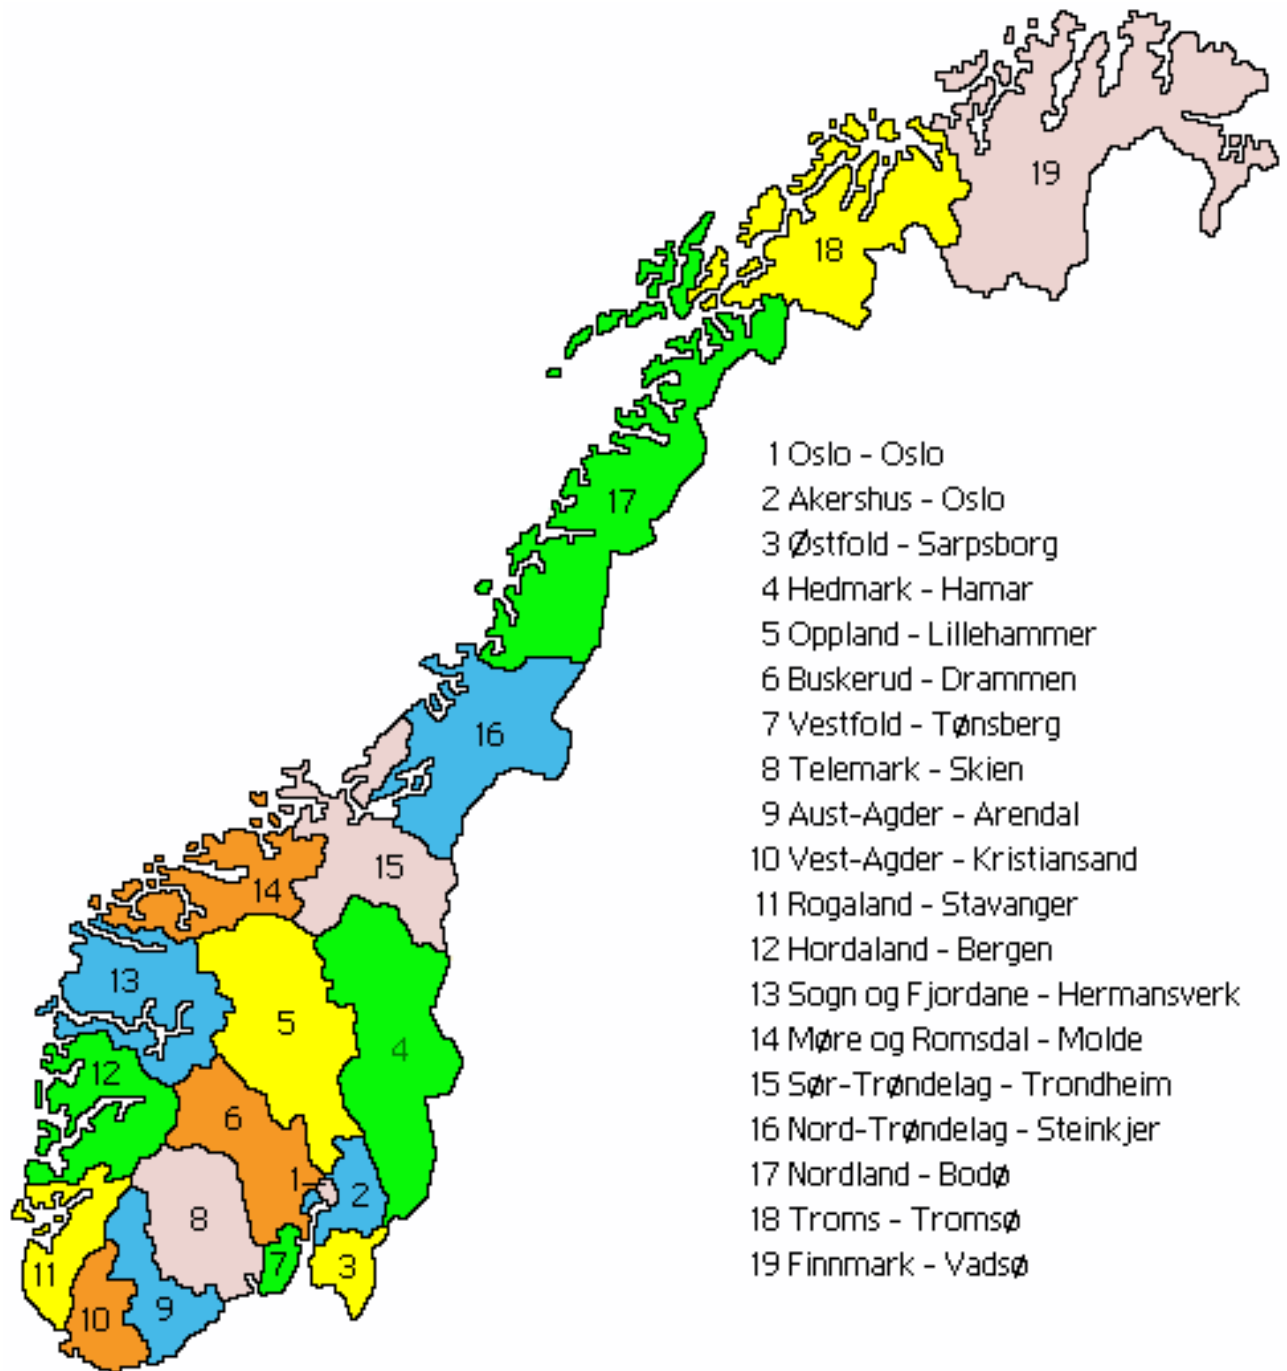 19
18
17
16
15
14
13
12
5
4
6
1
2
8
7
3
11
10
9
1 Oslo - Oslo
2 Akershus - Oslo
3 Østfold - Sarpsborg
4 Hedmark - Hamar
5 Oppland - Lillehammer
6 Buskerud - Drammen
7 Vestfold - Tønsberg
8 Telemark - Skien
9 Aust-Agder - Arendal
10 Vest-Agder - Kristiansand
11 Rogaland - Stavanger
12 Hordaland - Bergen
13 Sogn og Fjordane - Hermansverk
14 Møre og Romsdal - Molde
15 Sør-Trøndelag - Trondheim
16 Nord-Trøndelag - Steinkjer
17 Nordland - Bodø
18 Troms - Tromsø
19 Finnmark - Vadsø